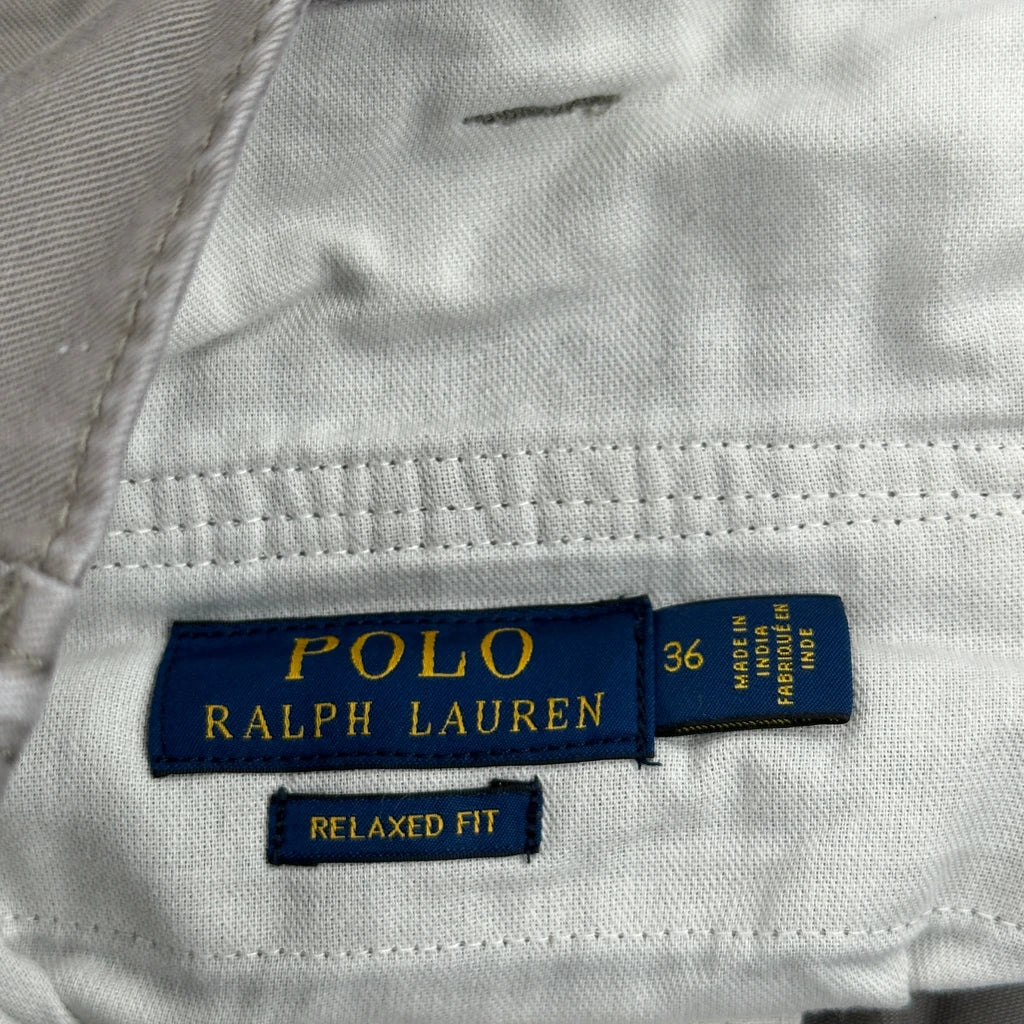 POLO
RALPH LAUREN
36
MADE IN
INDIA
FABRIQUÉ EN
INDE
RELAXED FIT